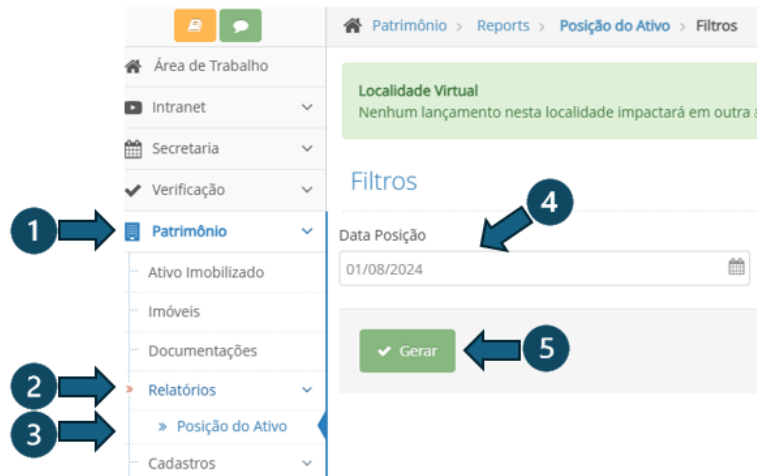 Patrimônio > Reports > Posição do Ativo > Filtros
Área de Trabalho
Intranet
Secretaria
Verificação
1 Patrimônio
Ativo Imobilizado
Imóveis
Documentações
2 » Relatórios
3 » Posição do Ativo
Cadastros
Localidade Virtual
Nenhum lançamento nesta localidade impactará em outra
Filtros
4
Data Posição
01/08/2024
Gerar 5